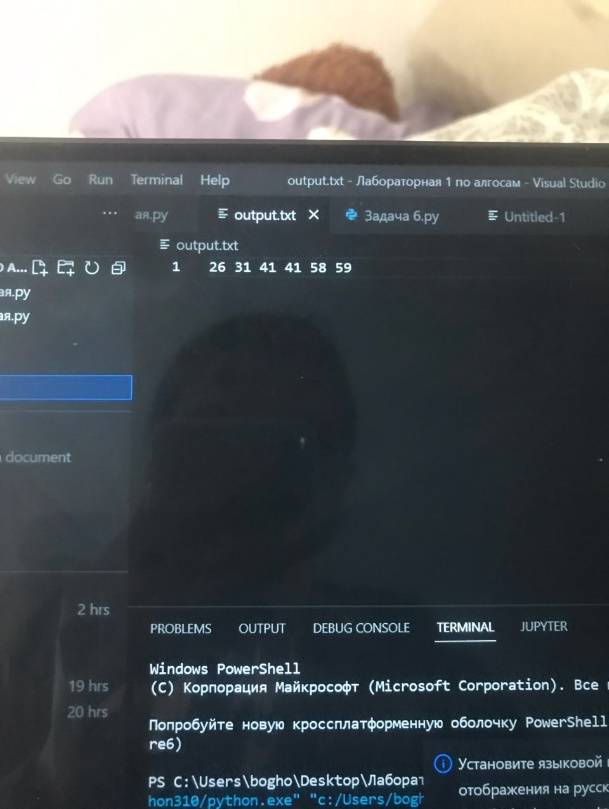 View Go Run Terminal Help output.txt - Лабораторная 1 по алгосам - Visual Studio
... ая.py output.txt × Задача 6.py Untitled-1
output.txt
1 26 31 41 41 58 59
ая.py
ая.py
document
2 hrs
19 hrs
20 hrs
PROBLEMS OUTPUT DEBUG CONSOLE TERMINAL JUPYTER
Windows PowerShell
(C) Корпорация Майкрософт (Microsoft Corporation). Все
Попробуйте новую кроссплатформенную оболочку PowerShell
re6)
PS C:\Users\bogho\Desktop\Лаборат
hon310/python.exe" "c:/Users/bogh
Установите языковой
отображения на русск